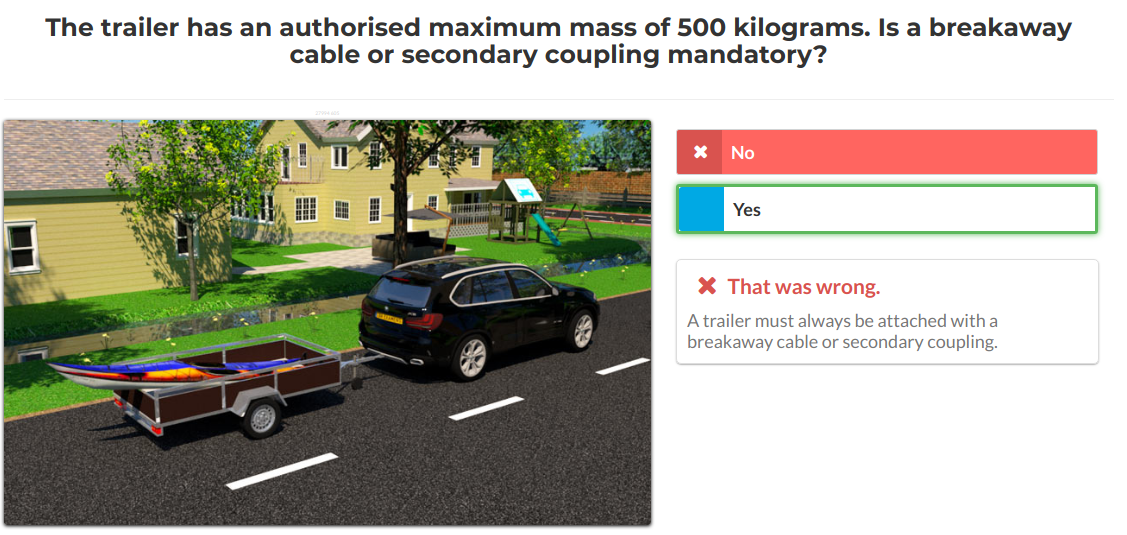 The trailer has an authorised maximum mass of 500 kilograms. Is a breakaway
cable or secondary coupling mandatory?
No
Yes
That was wrong.
A trailer must always be attached with a
breakaway cable or secondary coupling.